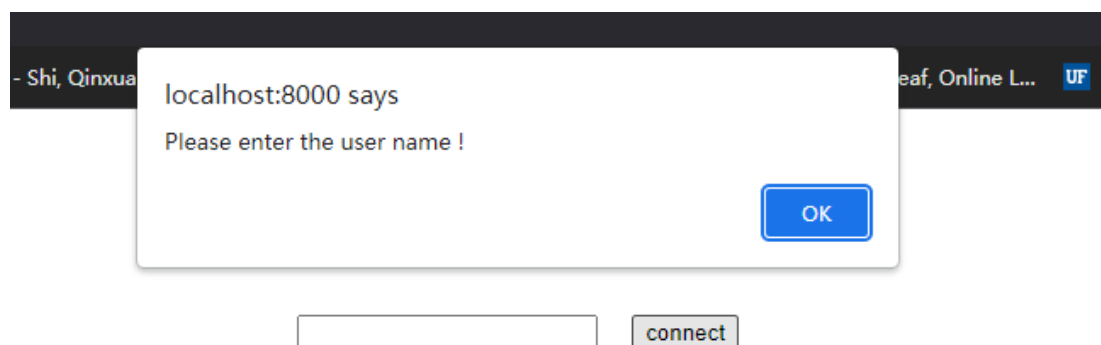 - Shi, Qinxua
eaf, Online L... UF
localhost:8000 says
Please enter the user name !
OK
connect